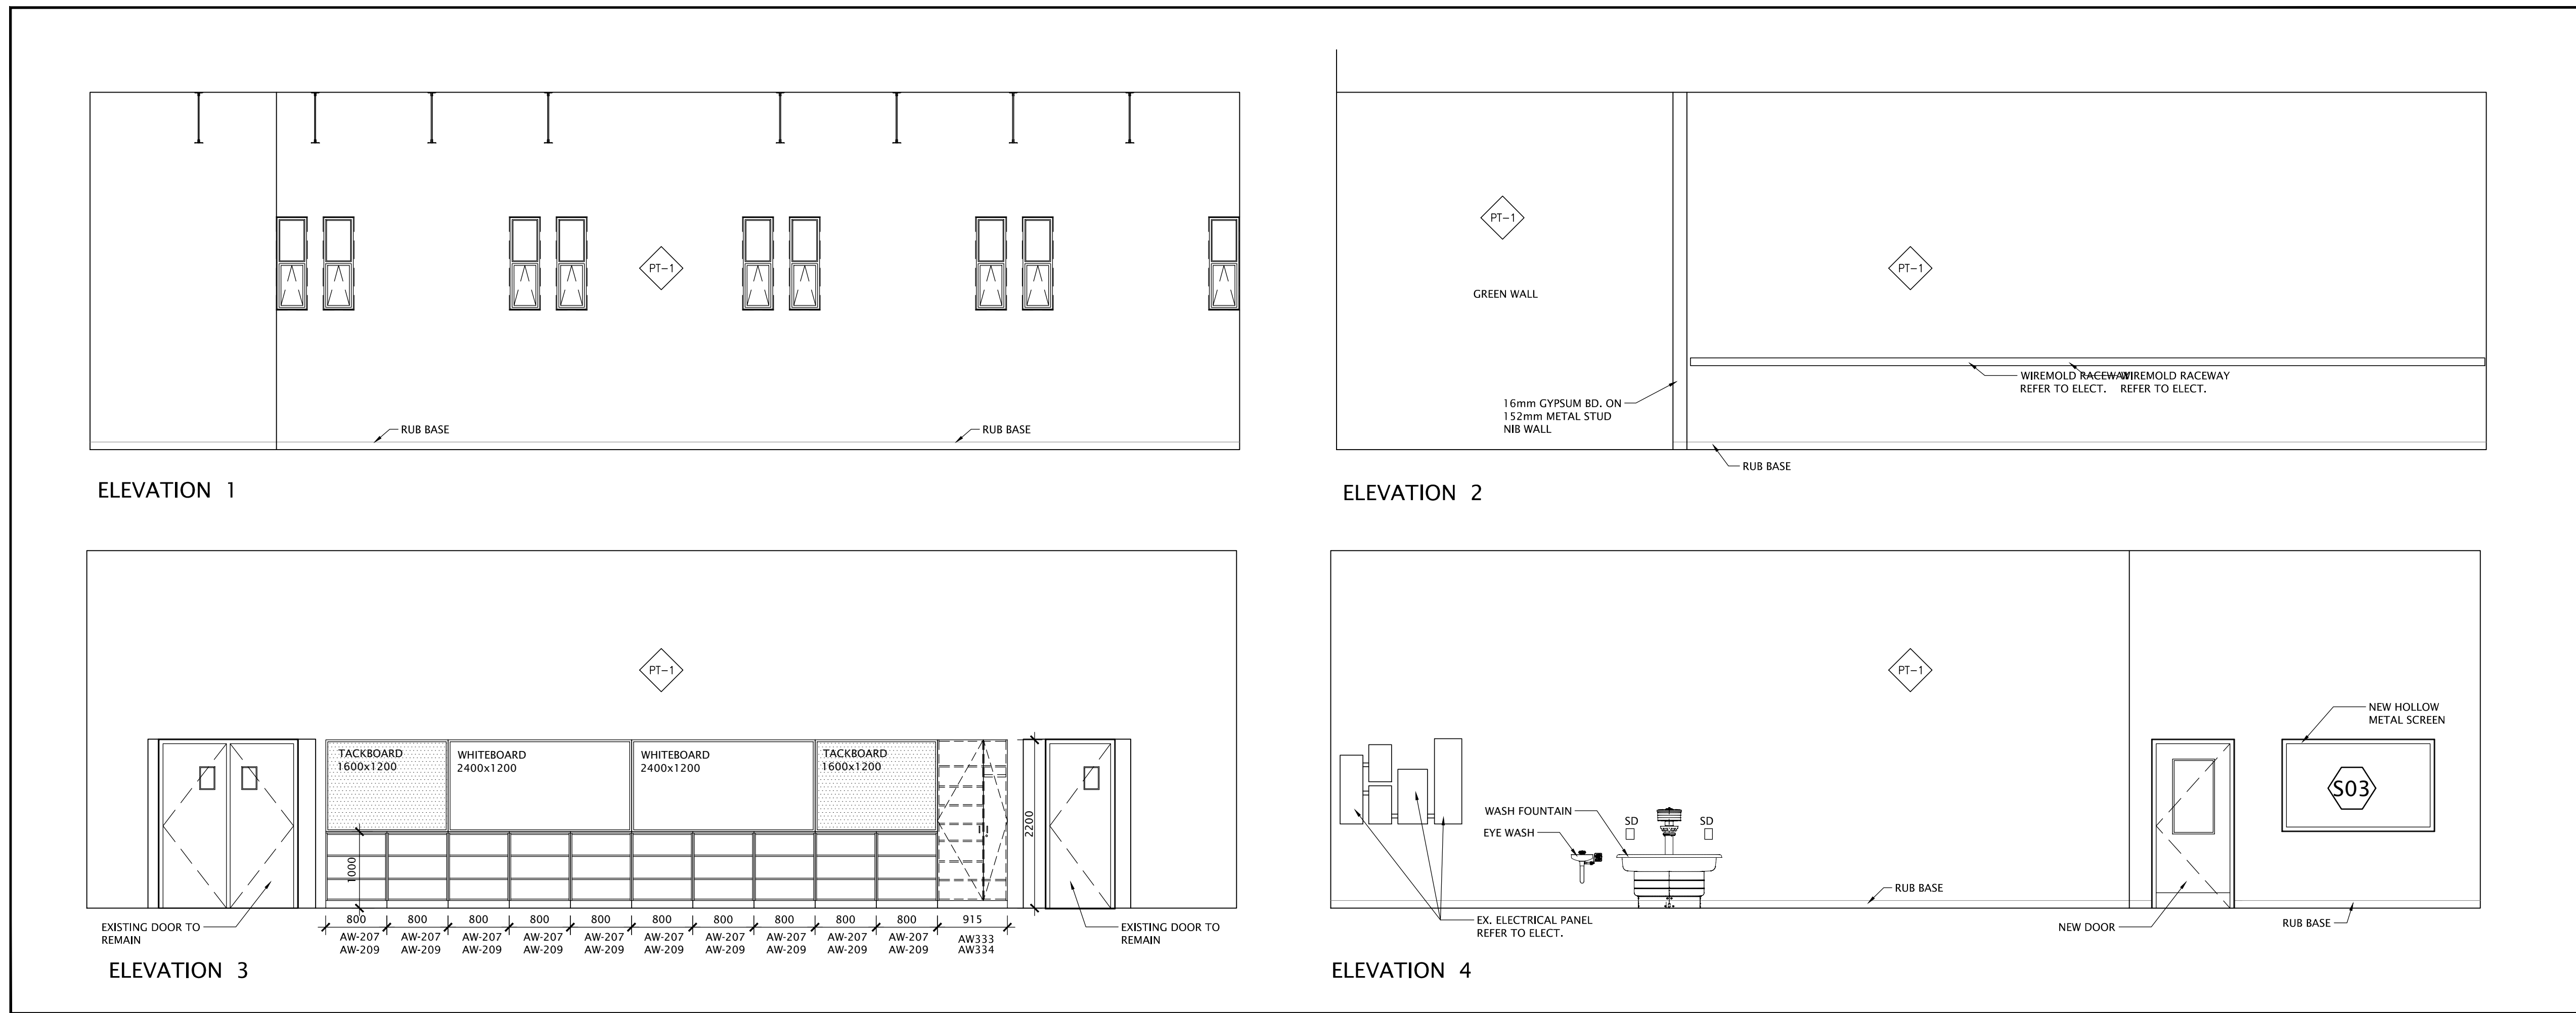 PT-1
RUB BASE
RUB BASE
ELEVATION 1
PT-1
GREEN WALL
PT-1
WIREMOLD RACEWAY
REFER TO ELECT.
WIREMOLD RACEWAY
REFER TO ELECT.
16mm GYPSUM BD. ON
152mm METAL STUD
NIB WALL
RUB BASE
ELEVATION 2
PT-1
TACKBOARD
1600x1200
WHITEBOARD
2400x1200
WHITEBOARD
2400x1200
TACKBOARD
1600x1200
1000
2200
EXISTING DOOR TO
REMAIN
800 800 800 800 800 800 800 800 800 800 915
AW-207 AW-207 AW-207 AW-207 AW-207 AW-207 AW-207 AW-207 AW-207 AW-207 AW333
AW-209 AW-209 AW-209 AW-209 AW-209 AW-209 AW-209 AW-209 AW-209 AW-209 AW334
EXISTING DOOR TO
REMAIN
ELEVATION 3
PT-1
NEW HOLLOW
METAL SCREEN
S03
WASH FOUNTAIN
EYE WASH
SD
SD
RUB BASE
EX. ELECTRICAL PANEL
REFER TO ELECT.
NEW DOOR
RUB BASE
ELEVATION 4